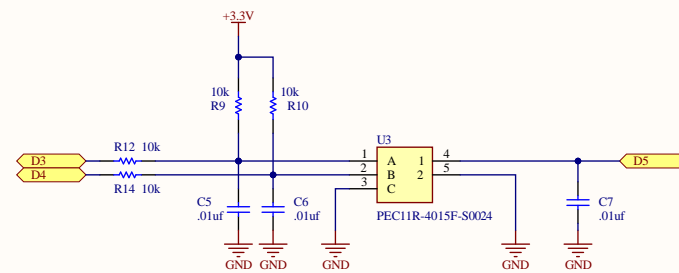 +3.3V
10k
R9
10k
R10
R12 10k
R14 10k
D3
D4
D5
U3
1
2
3
A
B
C
1
2
4
5
PEC11R-4015F-S0024
C5
.01uf
C6
.01uf
C7
.01uf
GND
GND
GND
GND
GND